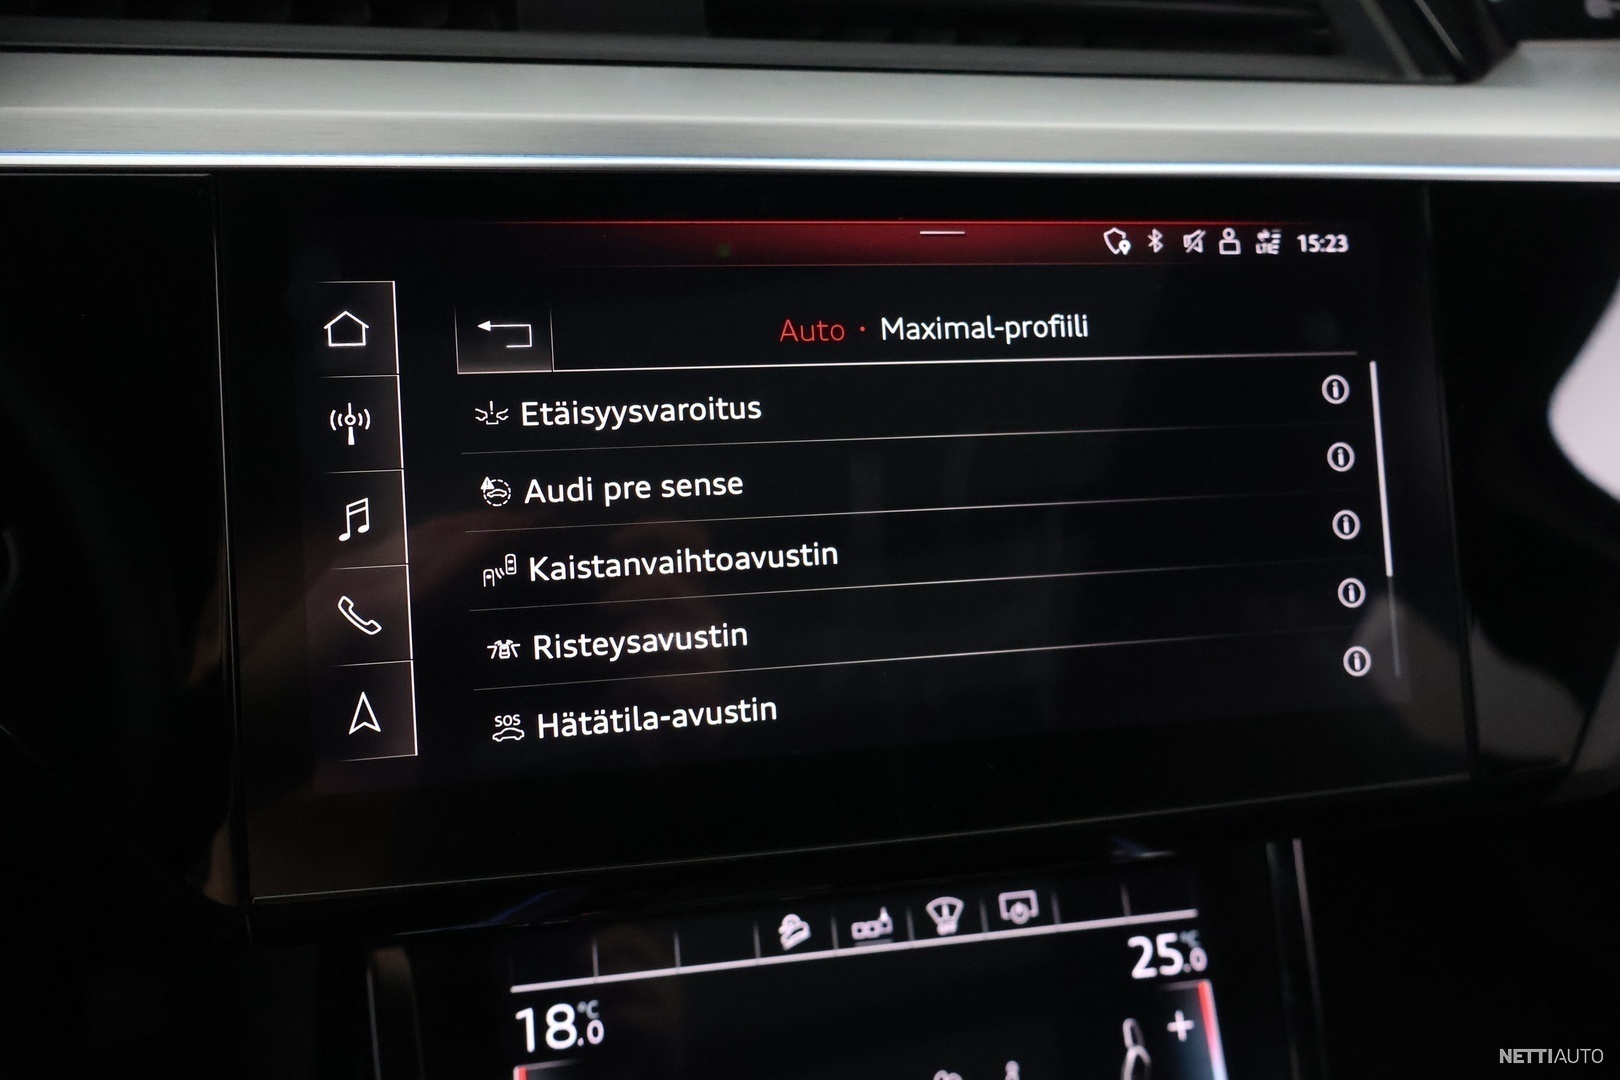 LTE 15:23
Auto · Maximal-profiili
Etäisyysvaroitus
Audi pre sense
Kaistanvaihtoavustin
Risteysavustin
SOS Hätätila-avustin
25.0 °C
18.0 °C
+
NETTIAUTO